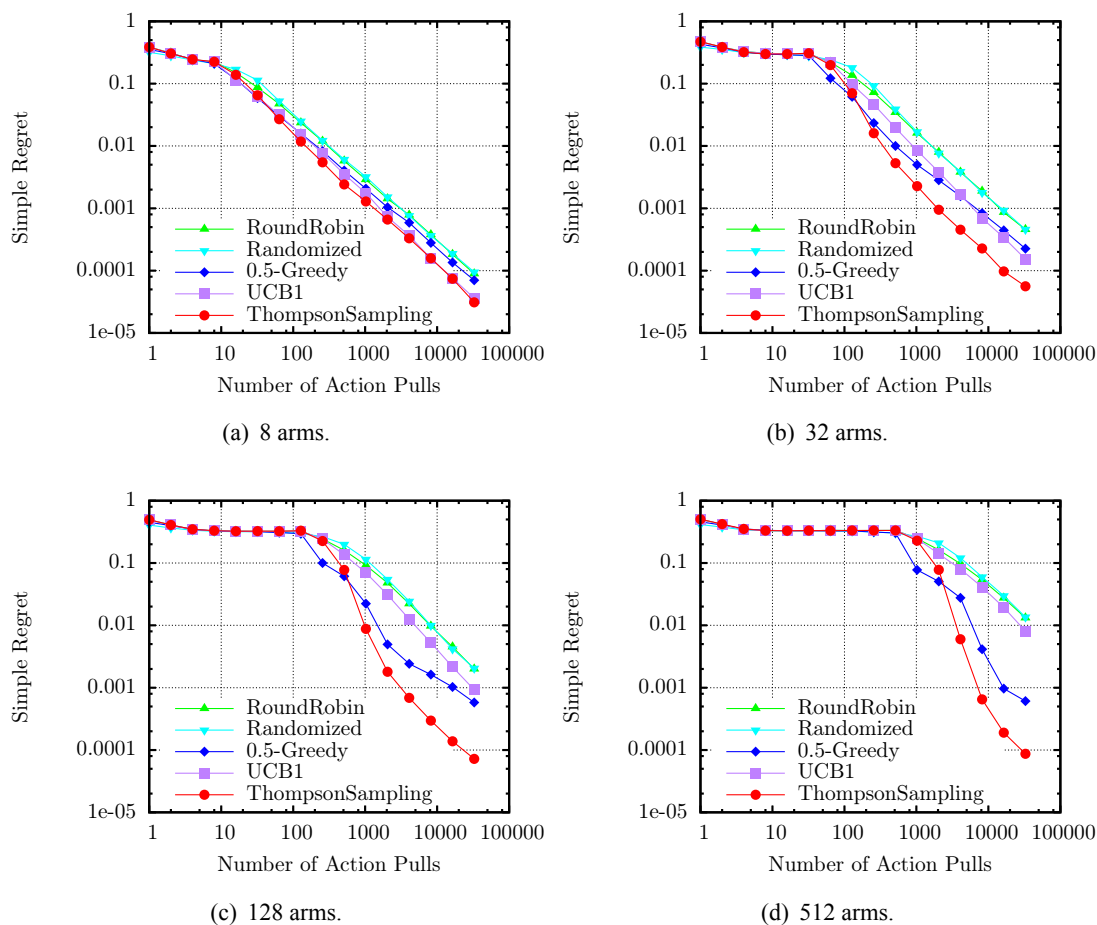 1
0.1
0.01
0.001
0.0001
1e-05
Simple Regret
RoundRobin
Randomized
0.5-Greedy
UCB1
ThompsonSampling
1 10 100 1000 10000 100000
Number of Action Pulls
(a) 8 arms.
1
0.1
0.01
0.001
0.0001
1e-05
Simple Regret
RoundRobin
Randomized
0.5-Greedy
UCB1
ThompsonSampling
1 10 100 1000 10000 100000
Number of Action Pulls
(b) 32 arms.
1
0.1
0.01
0.001
0.0001
1e-05
Simple Regret
RoundRobin
Randomized
0.5-Greedy
UCB1
ThompsonSampling
1 10 100 1000 10000 100000
Number of Action Pulls
(c) 128 arms.
1
0.1
0.01
0.001
0.0001
1e-05
Simple Regret
RoundRobin
Randomized
0.5-Greedy
UCB1
ThompsonSampling
1 10 100 1000 10000 100000
Number of Action Pulls
(d) 512 arms.